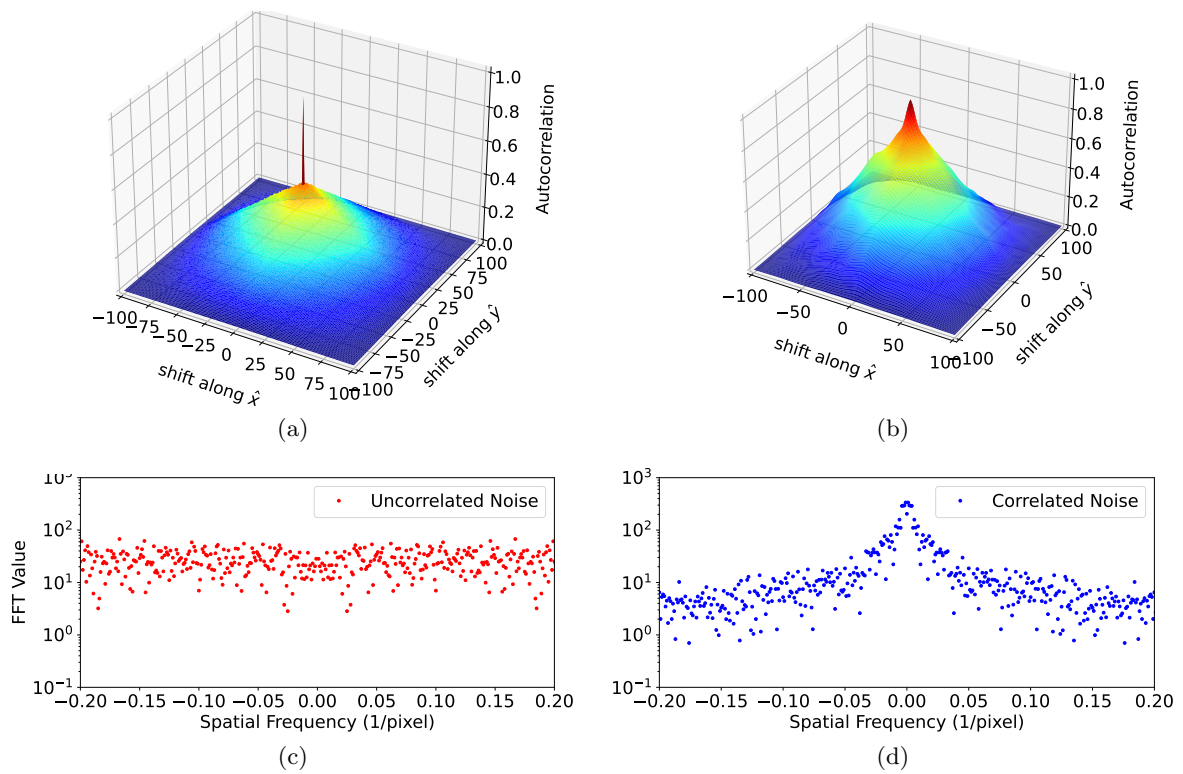 1.0
0.8
0.6
0.4
0.2
0.0
Autocorrelation
−100
−75
−50
−25
0
25
50
75
100
shift along x̂
−100
−75
−50
−25
0
25
50
75
100
shift along ŷ
(a)
1.0
0.8
0.6
0.4
0.2
0.0
Autocorrelation
−100
−50
0
50
100
shift along x̂
−100
−50
0
50
100
shift along ŷ
(b)
10³
10²
10¹
10⁰
10⁻¹
FFT Value
Uncorrelated Noise
−0.20 −0.15 −0.10 −0.05 0.00 0.05 0.10 0.15 0.20
Spatial Frequency (1/pixel)
(c)
10³
10²
10¹
10⁰
10⁻¹
Correlated Noise
−0.20 −0.15 −0.10 −0.05 0.00 0.05 0.10 0.15 0.20
Spatial Frequency (1/pixel)
(d)